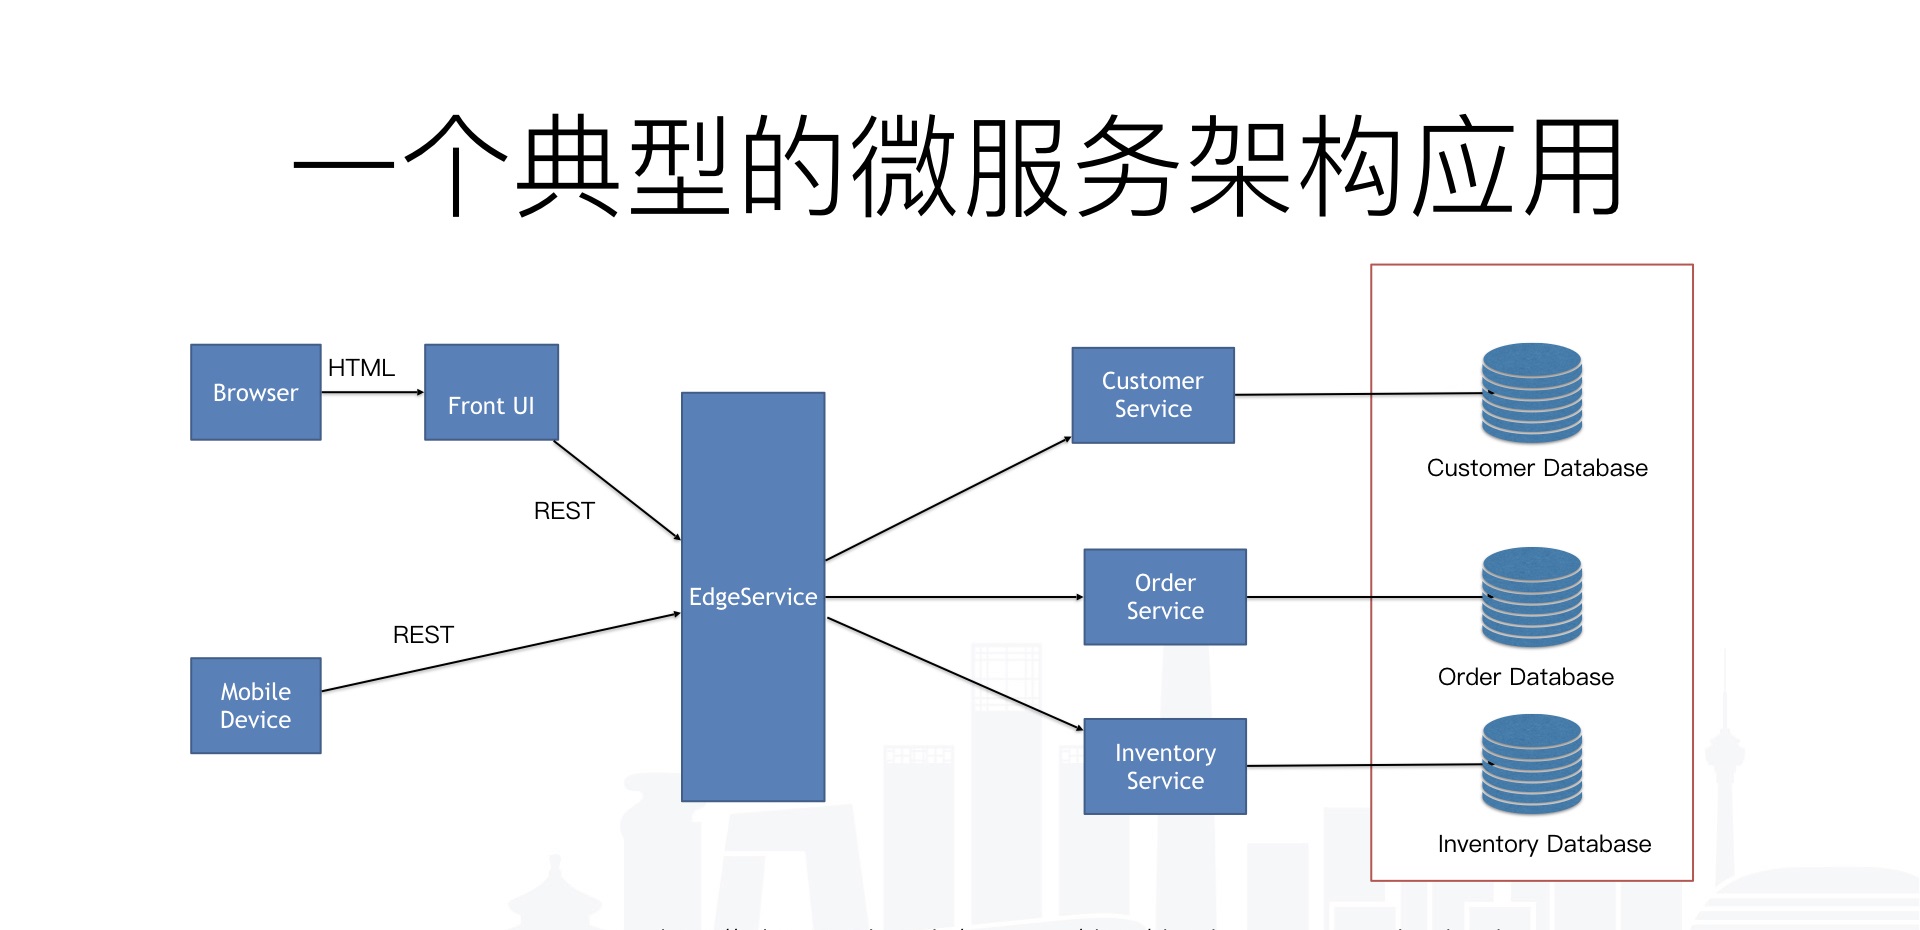 一个典型的微服务架构应用
Browser
HTML
Front UI
REST
EdgeService
REST
Mobile
Device
Customer
Service
Order
Service
Inventory
Service
Customer Database
Order Database
Inventory Database